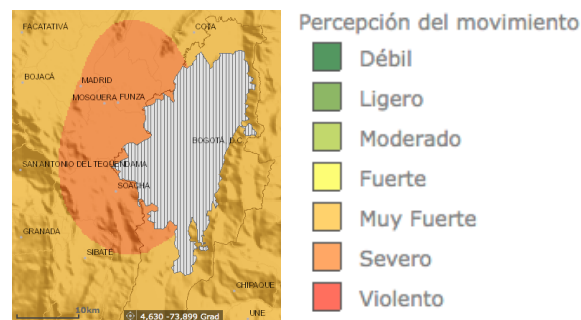 FACATATIVÁ
COTA
BOJACÁ
MADRID
MOSQUERA FUNZA
BOGOTÁ, D.C.
SAN ANTONIO DEL TEQUENDAMA
SOACHA
GRANADA
SIBATÉ
CHIPAQUE
UNE
10km
4,630 -73,899 Grad
Percepción del movimiento
Débil
Ligero
Moderado
Fuerte
Muy Fuerte
Severo
Violento